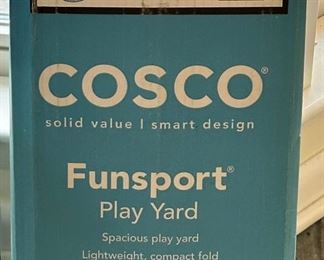 COSCO®
solid value | smart design
Funsport®
Play Yard
Spacious play yard
Lightweight, compact fold